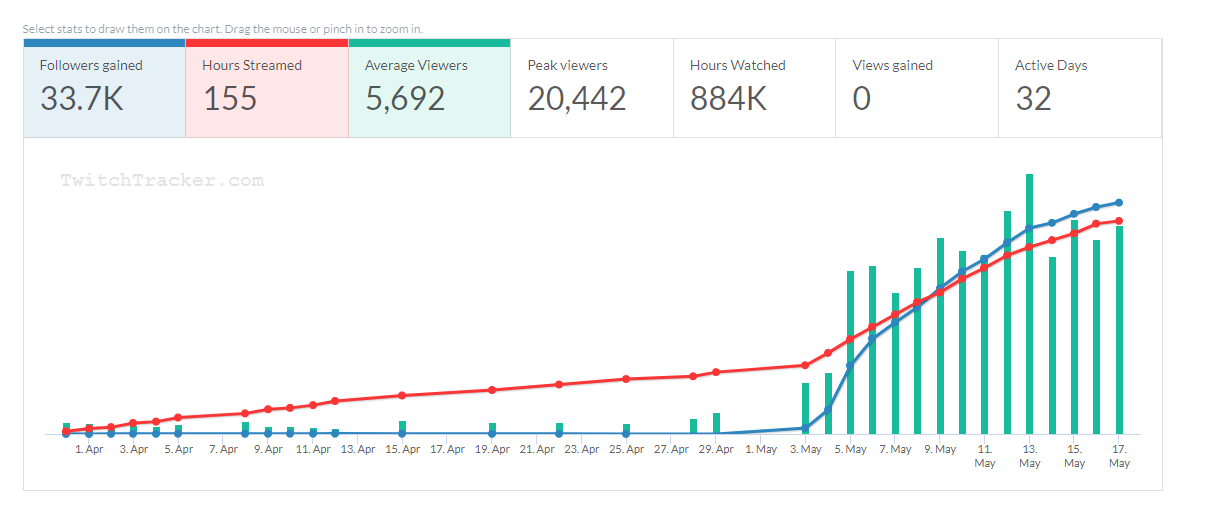 Select stats to draw them on the chart. Drag the mouse or pinch in to zoom in.
Followers gained Hours Streamed Average Viewers Peak viewers Hours Watched Views gained Active Days
33.7K 155 5,692 20,442 884K 0 32
TwitchTracker.com
1. Apr 3. Apr 5. Apr 7. Apr 9. Apr 11. Apr 13. Apr 15. Apr 17. Apr 19. Apr 21. Apr 23. Apr 25. Apr 27. Apr 29. Apr 1. May 3. May 5. May 7. May 9. May 11. 13. 15. 17.
May May May May